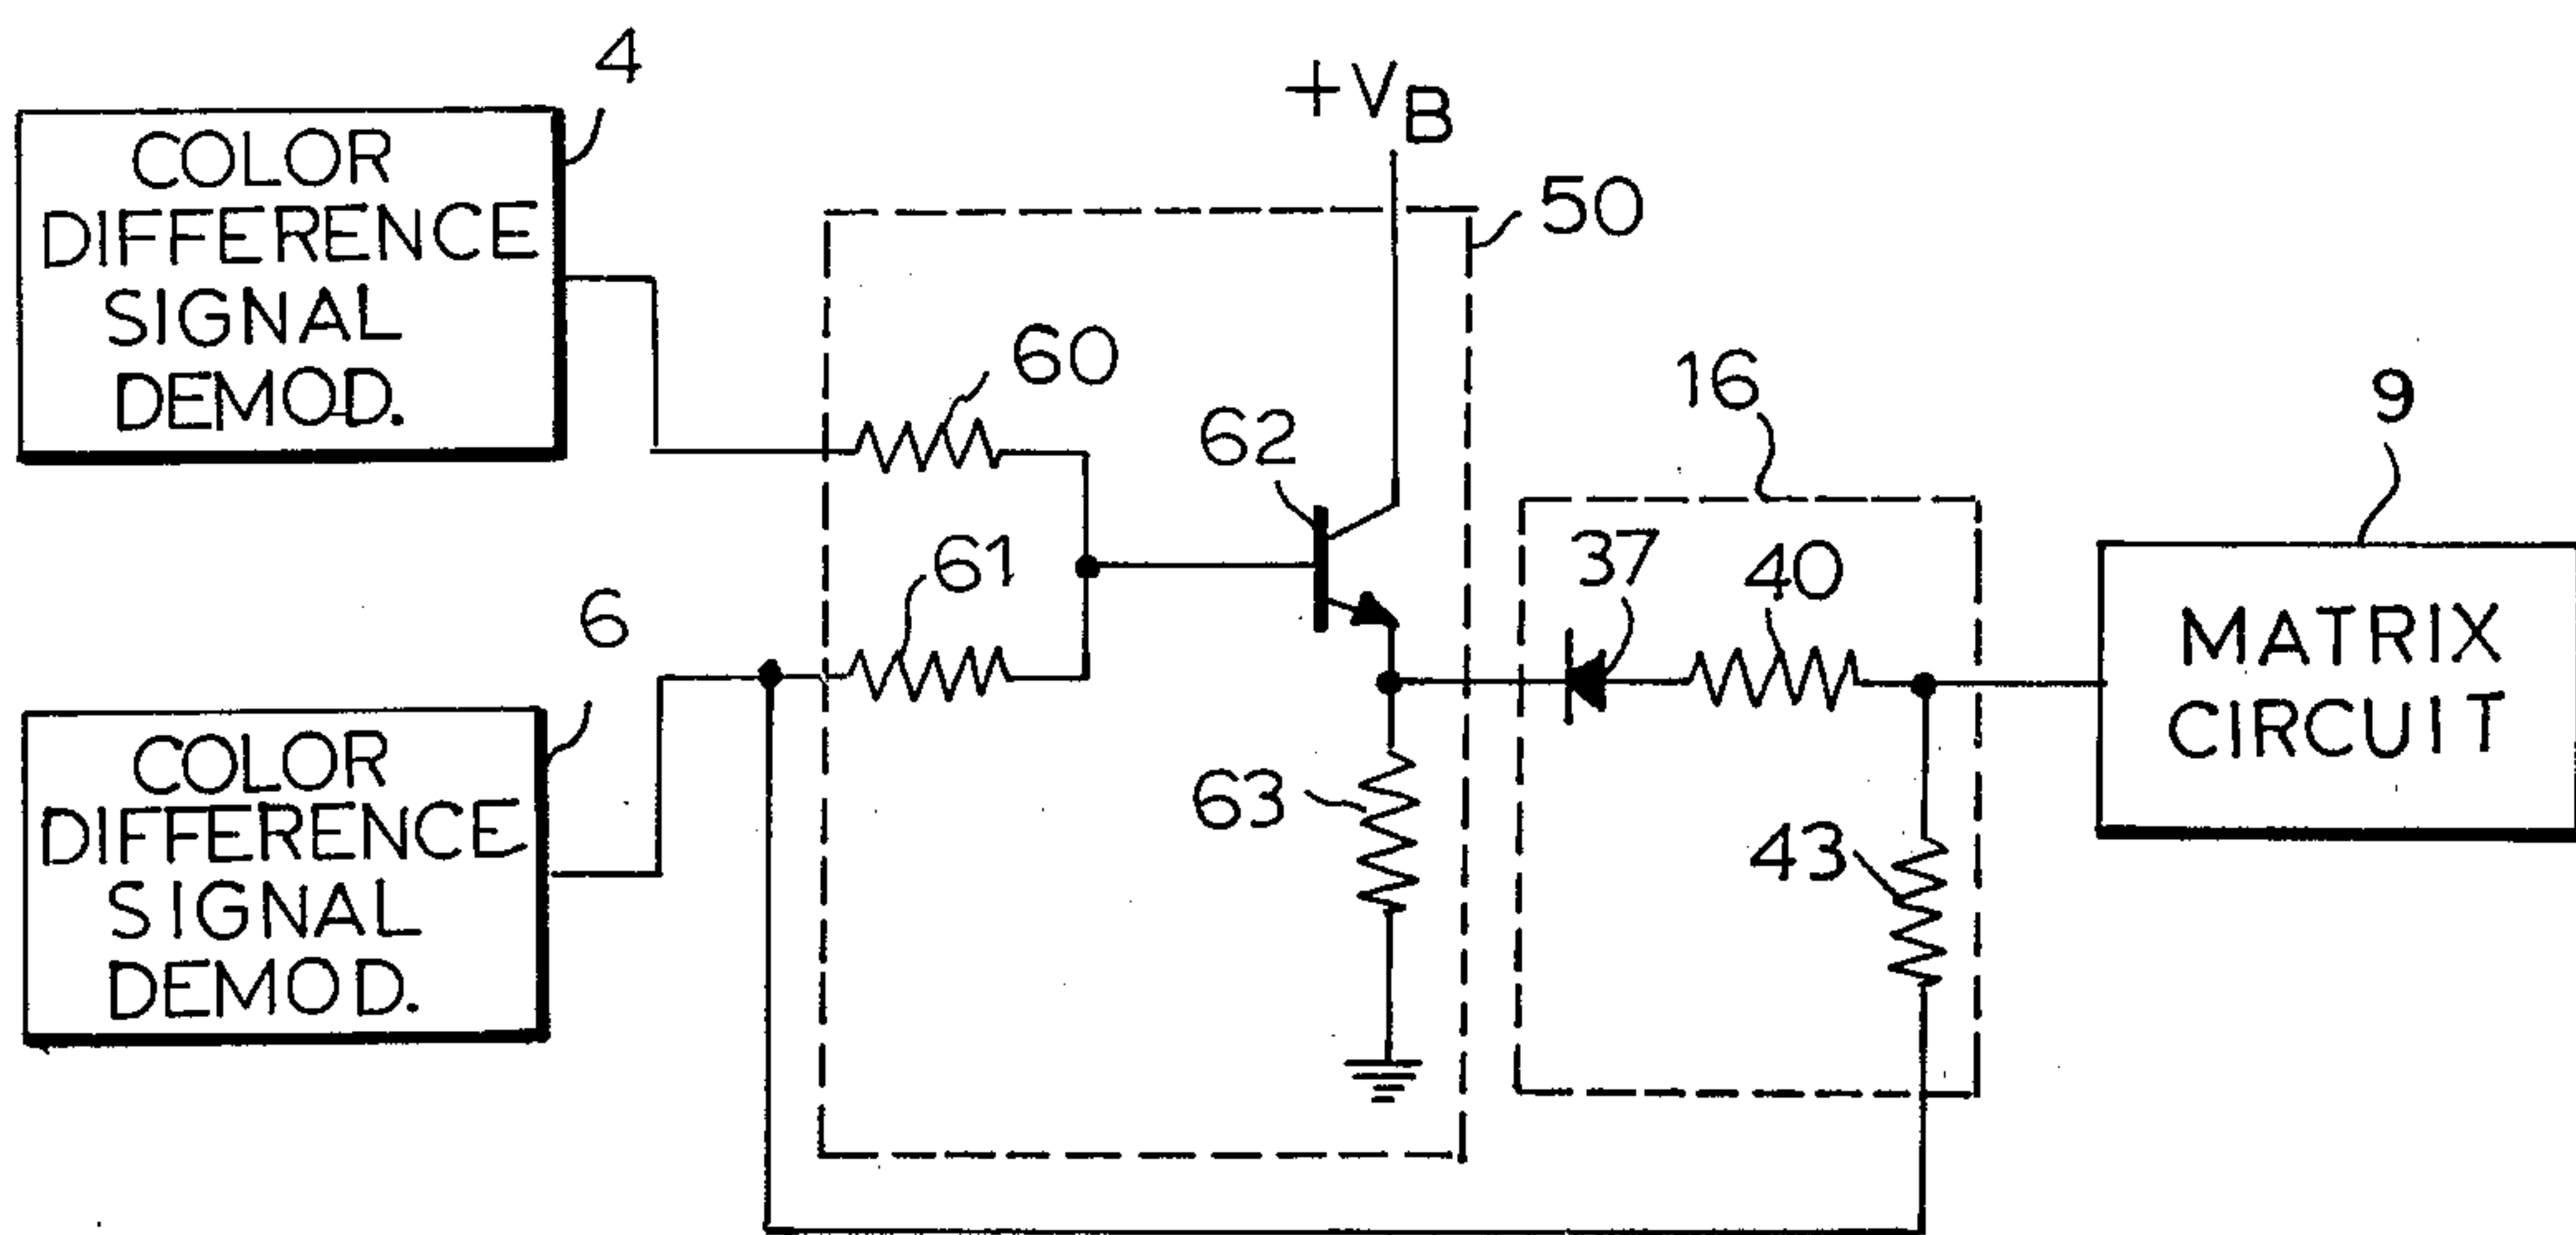 4
COLOR
DIFFERENCE
SIGNAL
DEMOD.
+VB
50
60
62
61
16
37
40
9
MATRIX
CIRCUIT
6
COLOR
DIFFERENCE
SIGNAL
DEMOD.
63
43